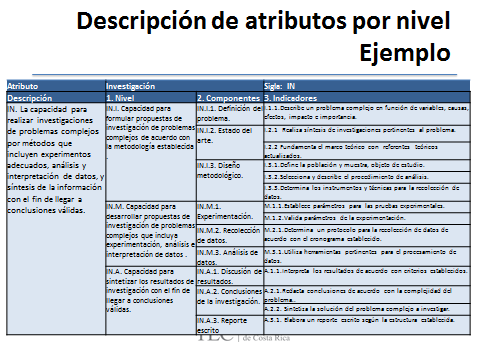 Descripción de atributos por nivel
Ejemplo
Atributo
Investigación
Sigla: IN
Descripción
1. Nivel
2. Componentes
3. Indicadores
IN. La capacidad para
realizar investigaciones
de problemas complejos
por métodos que
incluyen experimentos
adecuados, análisis y
interpretación de datos, y
síntesis de la información
con el fin de llegar a
conclusiones válidas.
IN.I. Capacidad para
formular propuestas de
investigación de problemas
complejos de acuerdo con
la metodología establecida
.
IN.I.1. Definición del
problema.
I.1.1. Describe un problema complejo en función de variables, causas,
efectos, impacto e importancia.
IN.I.2. Estado del
arte.
I.2.1 Realiza síntesis de investigaciones pertinentes al problema.
I.2.2 Fundamenta el marco teórico con referentes teóricos
actualizados.
IN.I.3. Diseño
metodológico.
I.3.1. Define la población y muestra, objeto de estudio.
I.3.2. Selecciona y describe el procedimiento de análisis.
I.3.3. Determina los instrumentos y técnicas para la recolección de
datos.
IN.M. Capacidad para
desarrollar propuestas de
investigación de problemas
complejos que incluya
experimentación, análisis e
interpretación de datos .
IN.M.1.
Experimentación.
M.1.1. Establece parámetros para las pruebas experimentales.
M.1.2. Valida parámetros de la experimentación.
IN.M.2. Recolección
de datos.
M.2.1. Determina un protocolo para la recolección de datos de
acuerdo con el cronograma establecido.
IN.M.3. Análisis de
datos.
M.3.1. Utiliza herramientas pertinentes para el procesamiento de
datos.
IN.A. Capacidad para
sintetizar los resultados de
investigación con el fin de
llegar a conclusiones
válidas.
IN.A.1. Discusión de
resultados.
A.1.1. Interpreta los resultados de acuerdo con criterios establecidos.
IN.A.2. Conclusiones
de la investigación.
A.2.1. Redacta conclusiones de acuerdo con la complejidad del
problema..
A.2.2. Sintetiza la solución del problema complejo a investigar.
IN.A.3. Reporte
escrito
A.3.1. Elabora un reporte escrito según la estructura establecida.
TEC | de Costa Rica